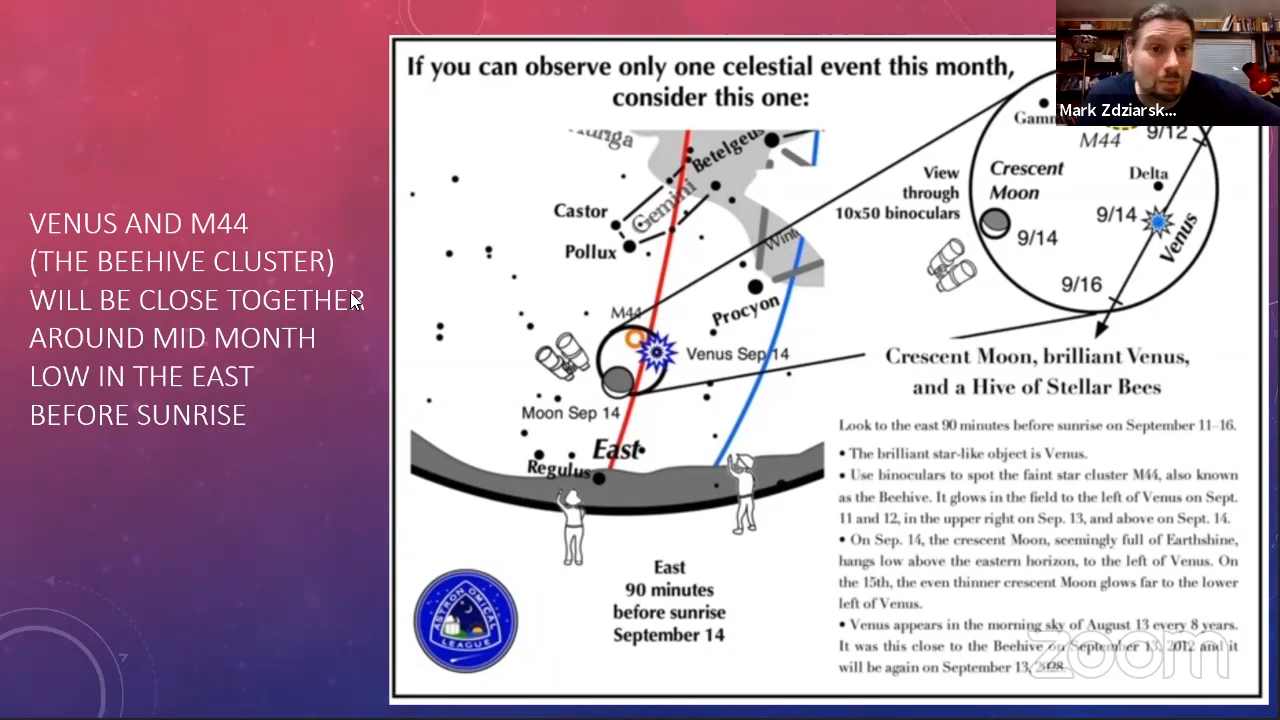 VENUS AND M44
(THE BEEHIVE CLUSTER)
WILL BE CLOSE TOGETHER
AROUND MID MONTH
LOW IN THE EAST
BEFORE SUNRISE
If you can observe only one celestial event this month,
consider this one:
Mark Zdziarsk...
Betelgeus
Gemini
Castor
Pollux
Procyon
M44
Venus Sep 14
Moon Sep 14
East
Regulus
View
through
10x50 binoculars
M44
9/12
Crescent
Moon
Delta
9/14
9/14
Venus
9/16
Crescent Moon, brilliant Venus,
and a Hive of Stellar Bees
Look to the east 90 minutes before sunrise on September 11-16.
• The brilliant star-like object is Venus.
• Use binoculars to spot the faint star cluster M44, also known
as the Beehive. It glows in the field to the left of Venus on Sept.
11 and 12, in the upper right on Sep. 13, and above on Sept. 14.
• On Sep. 14, the crescent Moon, seemingly full of Earthshine,
hangs low above the eastern horizon, to the left of Venus. On
the 15th, the even thinner crescent Moon glows far to the lower
left of Venus.
• Venus appears in the morning sky of August 13 every 8 years.
It was this close to the Beehive on September 13, 2012 and it
will be again on September 13, 2028.
East
90 minutes
before sunrise
September 14
ASTRONOMICAL
LEAGUE
zoom